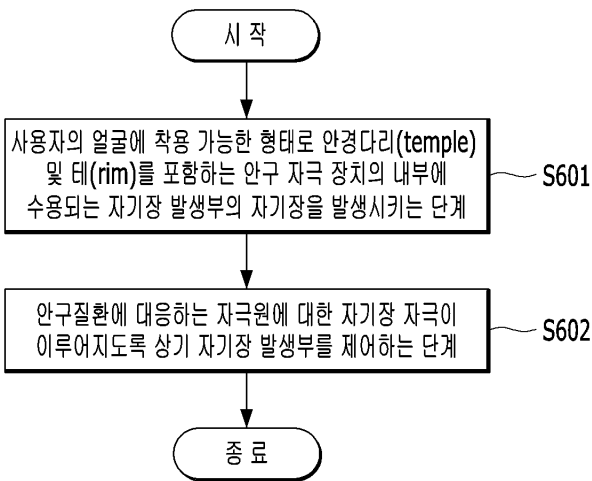 시 작
사용자의 얼굴에 착용 가능한 형태로 안경다리(temple)
및 테(rim)를 포함하는 안구 자극 장치의 내부에
수용되는 자기장 발생부의 자기장을 발생시키는 단계
S601
안구질환에 대응하는 자극원에 대한 자기장 자극이
이루어지도록 상기 자기장 발생부를 제어하는 단계
S602
종 료